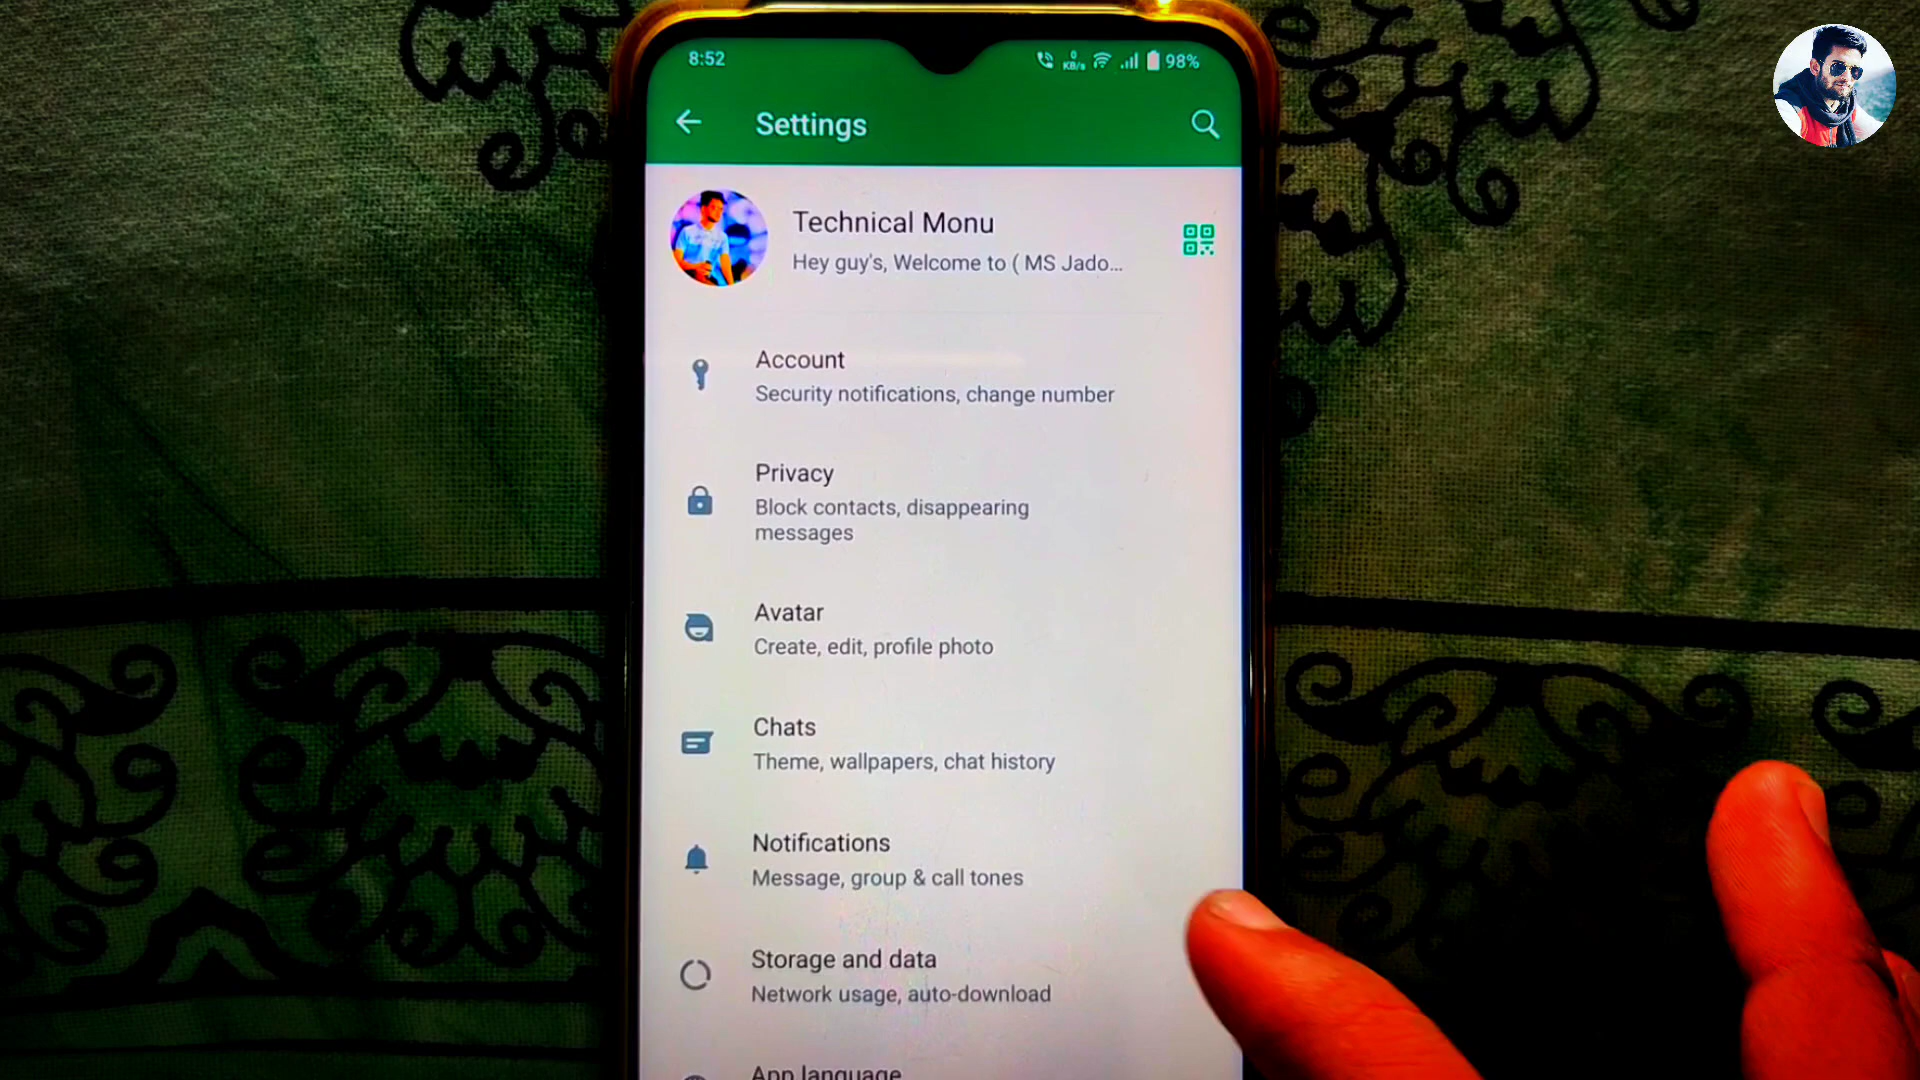 8:52
0
KB/s
98%
Settings
Technical Monu
Hey guy's, Welcome to ( MS Jado...
Account
Security notifications, change number
Privacy
Block contacts, disappearing
messages
Avatar
Create, edit, profile photo
Chats
Theme, wallpapers, chat history
Notifications
Message, group & call tones
Storage and data
Network usage, auto-download
App language